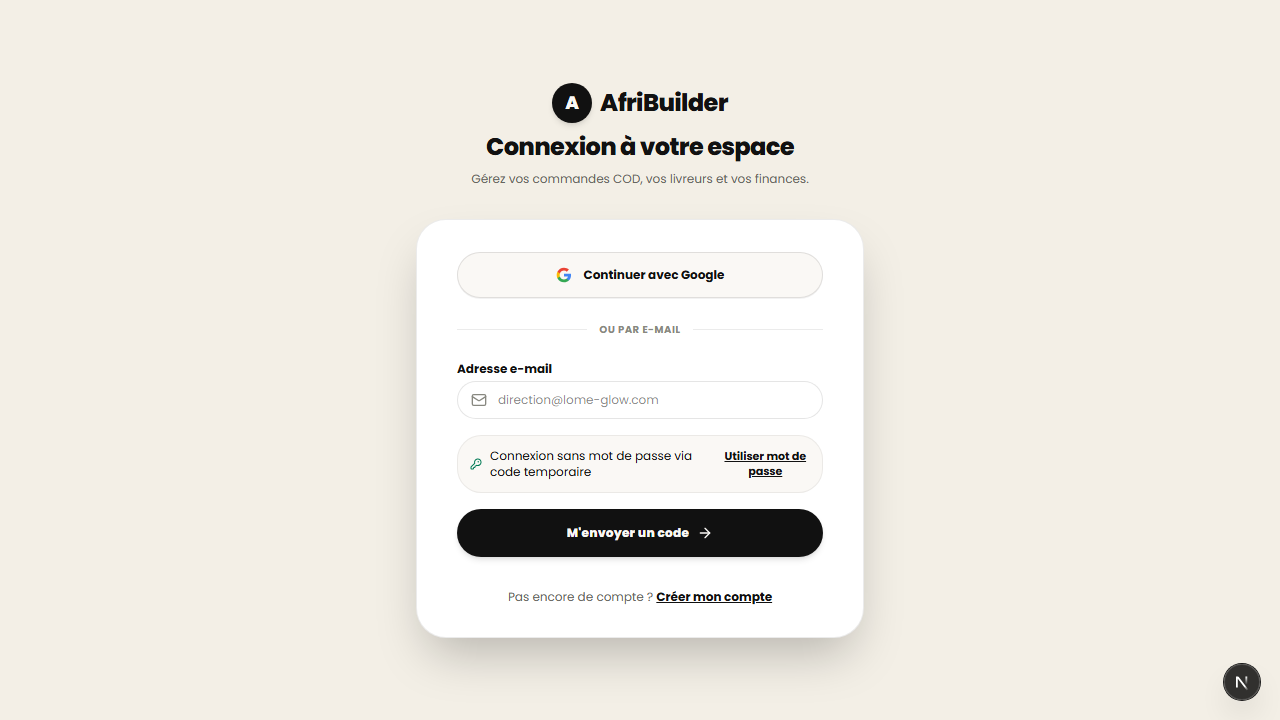 A AfriBuilder
Connexion à votre espace
Gérez vos commandes COD, vos livreurs et vos finances.
Continuer avec Google
OU PAR E-MAIL
Adresse e-mail
direction@lome-glow.com
Connexion sans mot de passe via
code temporaire
Utiliser mot de
passe
M'envoyer un code
Pas encore de compte ? Créer mon compte
N